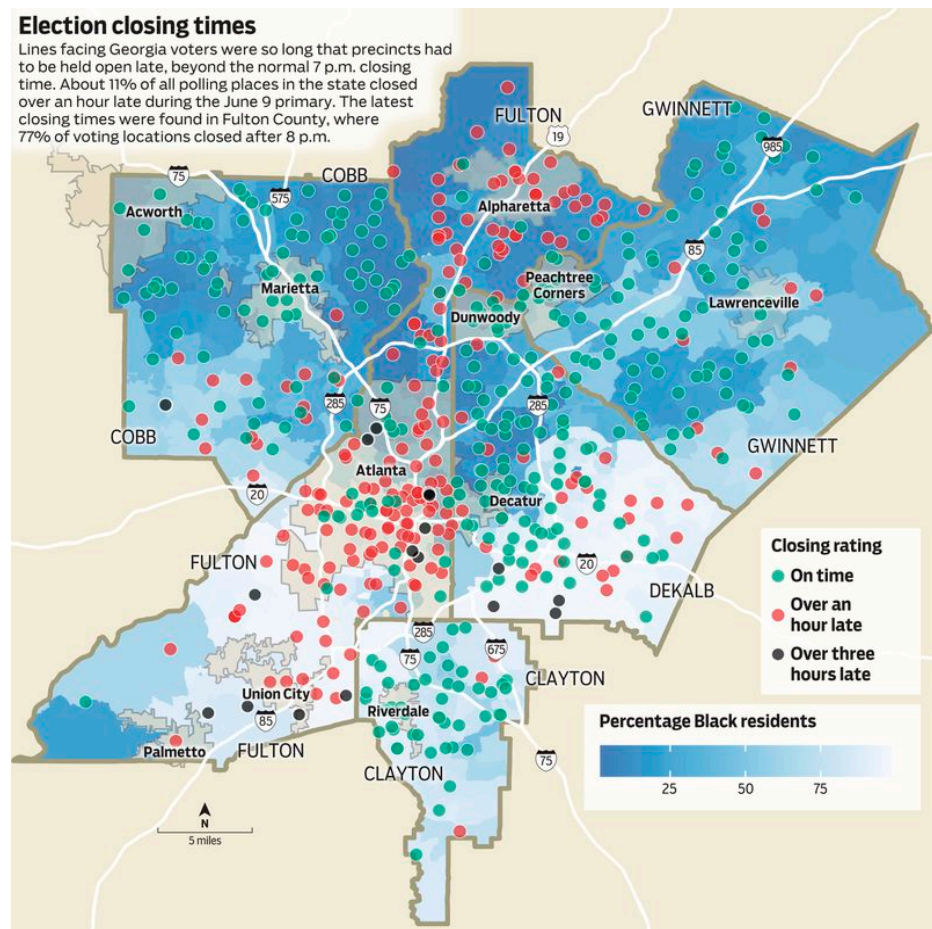 Election closing times
Lines facing Georgia voters were so long that precincts had
to be held open late, beyond the normal 7 p.m. closing
time. About 11% of all polling places in the state closed
over an hour late during the June 9 primary. The latest
closing times were found in Fulton County, where
77% of voting locations closed after 8 p.m.
FULTON
GWINNETT
19
985
75
COBB
575
Acworth
Alpharetta
85
Marietta
Peachtree
Corners
Lawrenceville
Dunwoody
285
75
285
COBB
GWINNETT
Atlanta
20
Decatur
FULTON
20
DEKALB
285
75
675
CLAYTON
Union City
85
Riverdale
Palmetto
FULTON
75
CLAYTON
N
5 miles
Closing rating
On time
Over an
hour late
Over three
hours late
Percentage Black residents
25 50 75